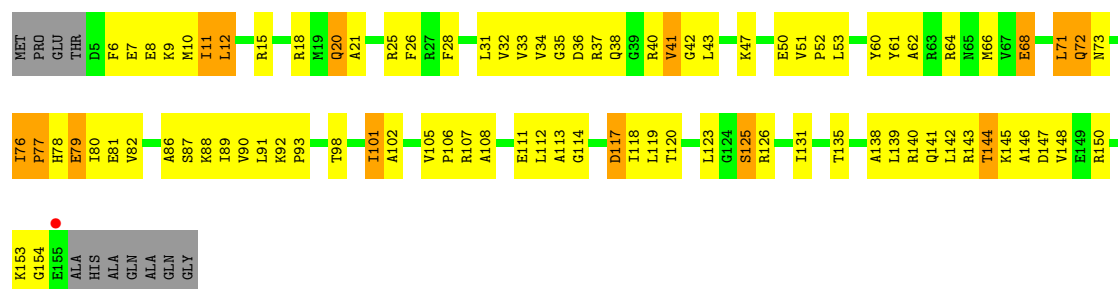 MET PRO GLU THR D5 F6 E7 E8 K9 M10 I11 L12 R15 R18 M19 Q20 A21 R25 F26 R27 F28 L31 V32 V33 V34 G35 D36 R37 Q38 G39 R40 V41 G42 L43 K47 E50 V51 P52 L53 Y60 Y61 A62 R63 R64 N65 M66 V67 E68 L71 Q72 N73
I76 P77 H78 E79 I80 E81 V82 A86 S87 K88 I89 V90 L91 K92 P93 T98 I101 A102 V105 P106 R107 A108 E111 L112 A113 G114 D117 I118 L119 T120 L123 G124 S125 R126 I131 T135 A138 L139 R140 Q141 L142 R143 T144 K145 A146 D147 V148 E149 R150
K153 G154 E155 ALA HIS ALA GLN ALA GLN GLY